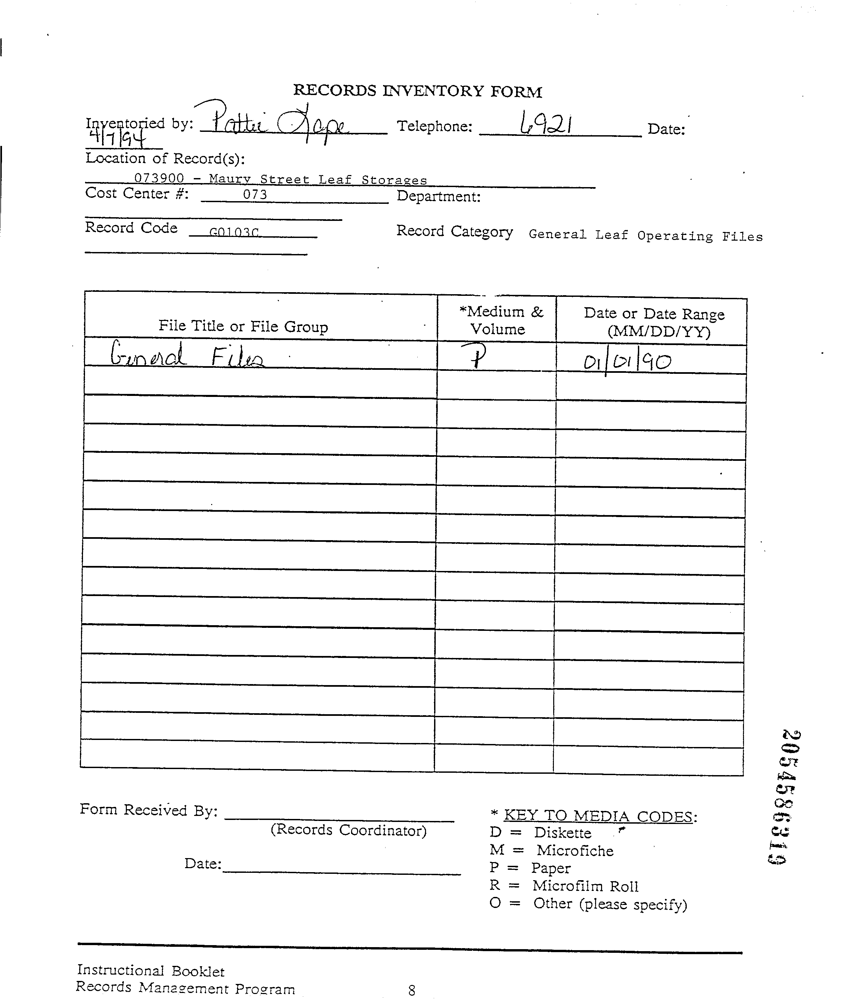 RECORDS INVENTORY FORM
Inventoried by: Pattie Telephone: 6921 Date:
4/7/94
Location of Record(s):
073900 - Maury Street Leaf Storages
Cost Center #: 073 Department:
Record Code G0103C Record Category General Leaf Operating Files
File Title or File Group *Medium & Volume Date or Date Range (MM/DD/YY)
General Files P 01/01/90
Form Received By:
(Records Coordinator)
Date:
* KEY TO MEDIA CODES:
D = Diskette
M = Microfiche
P = Paper
R = Microfilm Roll
O = Other (please specify)
2054586319
Instructional Booklet
Records Management Program 8